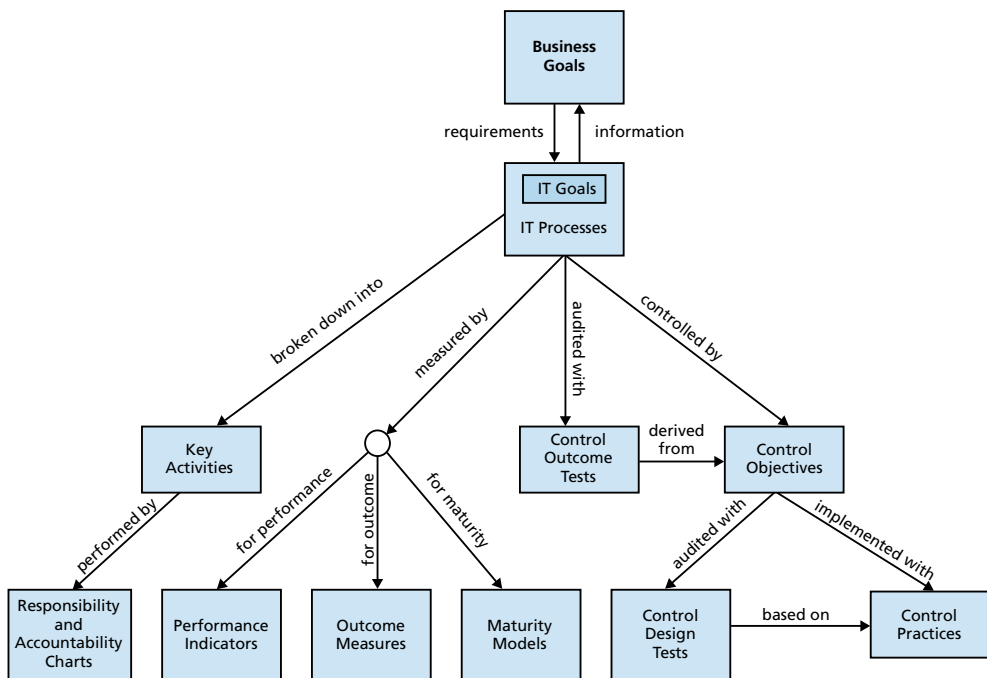 Business
Goals
requirements
information
IT Goals
IT Processes
broken down into
measured by
audited with
controlled by
Key
Activities
Control
Outcome
Tests
derived
from
Control
Objectives
performed by
for performance
for outcome
for maturity
audited with
implemented with
Responsibility
and
Accountability
Charts
Performance
Indicators
Outcome
Measures
Maturity
Models
Control
Design
Tests
based on
Control
Practices